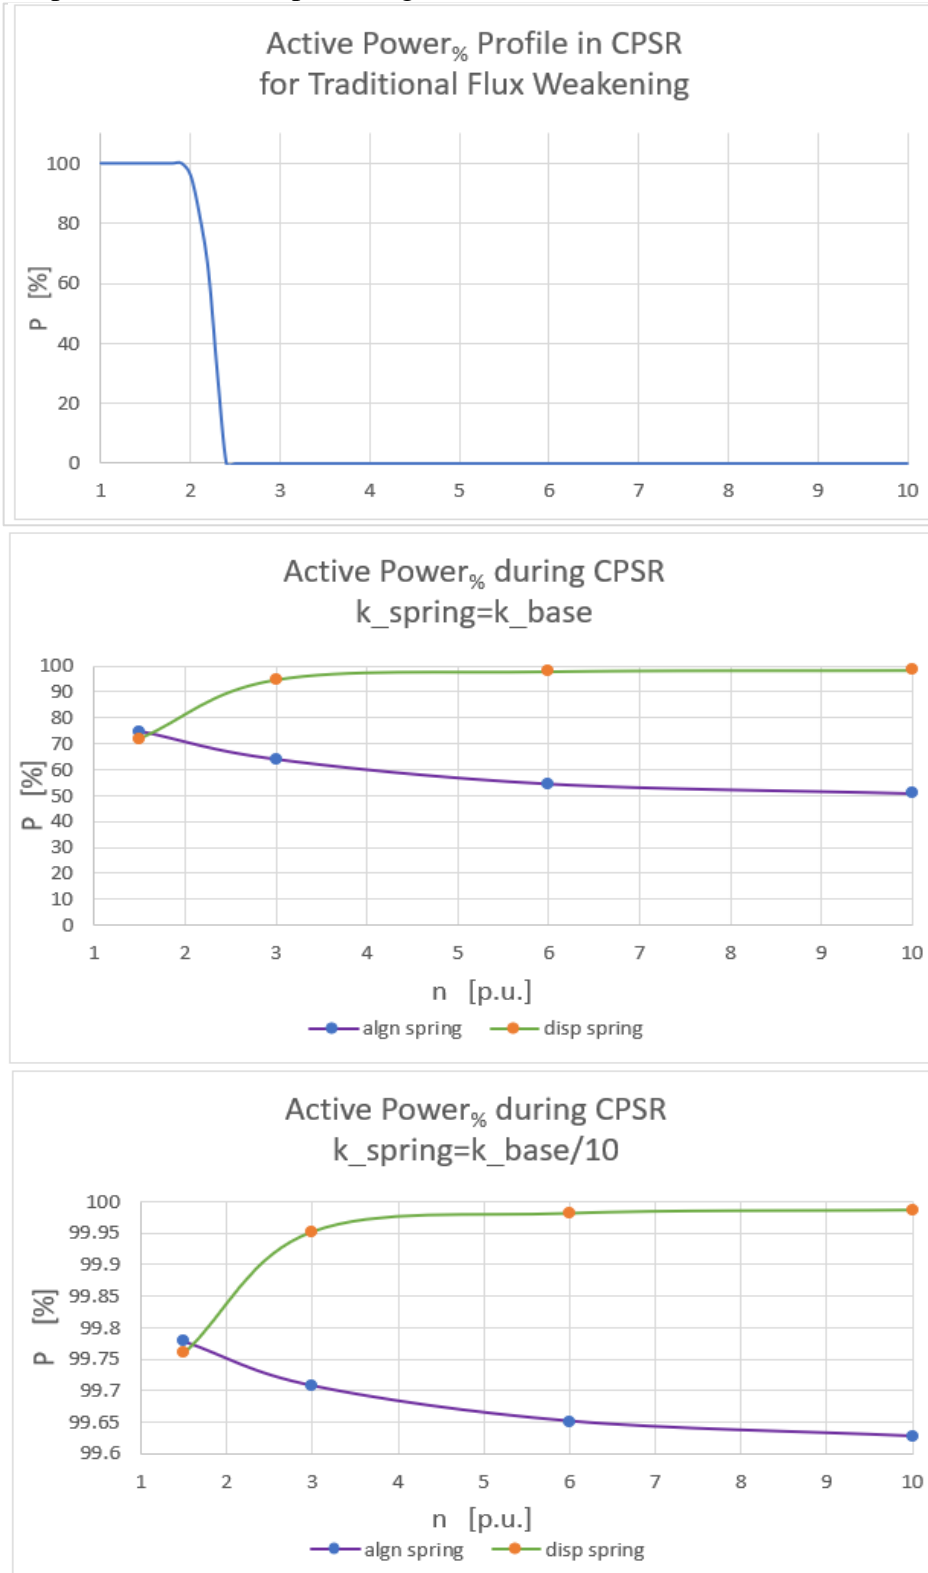 Active Power% Profile in CPSR
for Traditional Flux Weakening
100
80
60
40
20
0
P [%]
1 2 3 4 5 6 7 8 9 10
Active Power% during CPSR
k_spring=k_base
100
90
80
70
60
50
40
30
20
10
0
P [%]
1 2 3 4 5 6 7 8 9 10
n [p.u.]
algn spring disp spring
Active Power% during CPSR
k_spring=k_base/10
100
99.95
99.9
99.85
99.8
99.75
99.7
99.65
99.6
P [%]
1 2 3 4 5 6 7 8 9 10
n [p.u.]
algn spring disp spring